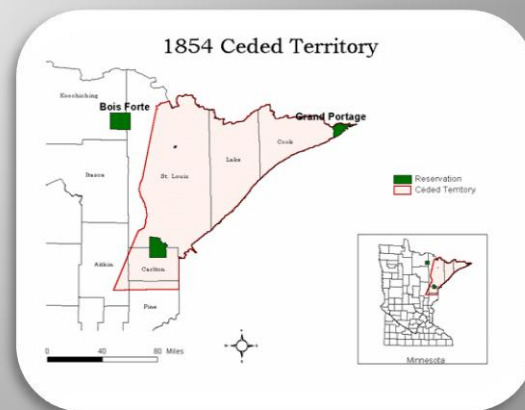 1854 Ceded Territory
Koochiching
Bois Forte
Grand Portage
Cook
Lake
Itasca
St. Louis
Reservation
Ceded Territory
Aitkin
Carlton
Pine
0 40 80 Miles
Minnesota